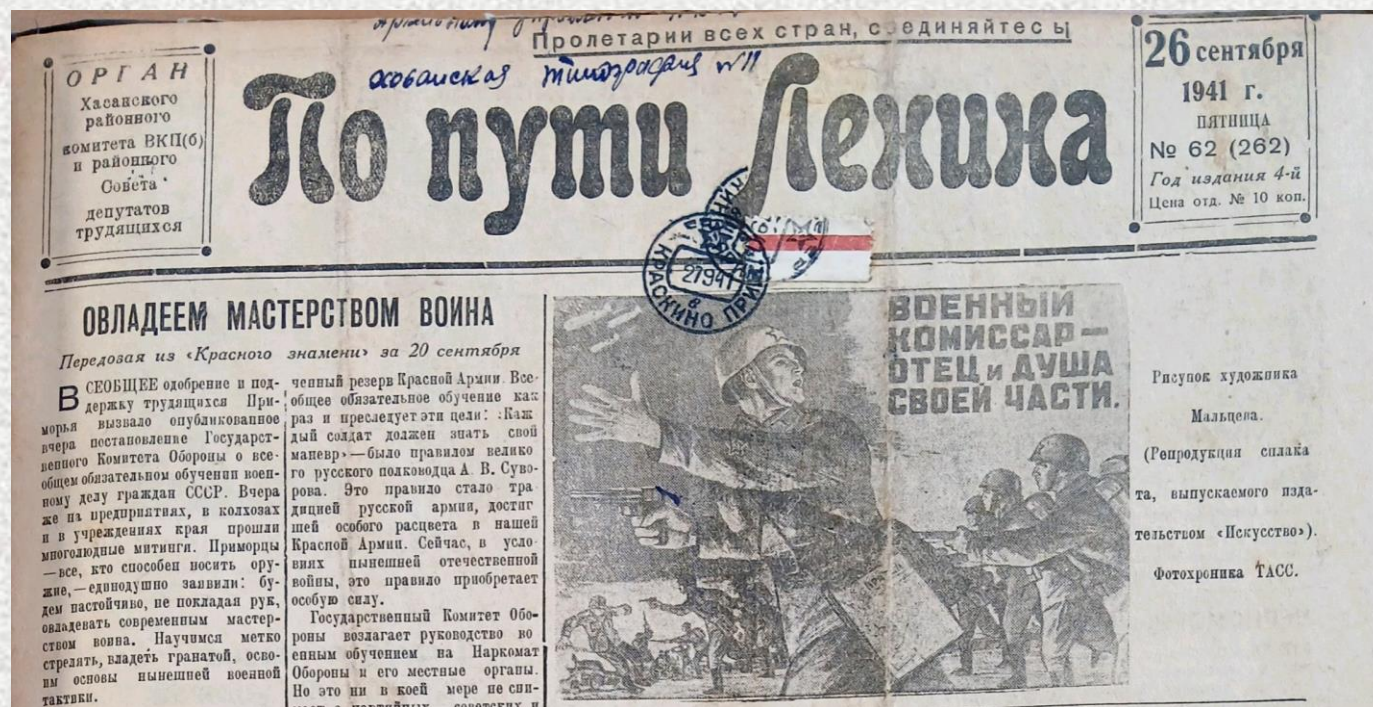 Пролетарии всех стран, соединяйтесь!
типография №11
ОРГАН
Хасанского
районного
комитета ВКП(б)
и районного
Совета
депутатов
трудящихся
По пути Ленина
26 сентября
1941 г.
ПЯТНИЦА
№ 62 (262)
Год издания 4-й
Цена отд. № 10 коп.
КРАСКИНО ПРИМ
27941
в
ОВЛАДЕЕМ МАСТЕРСТВОМ ВОИНА
Передовая из «Красного знамени» за 20 сентября
ВСЕОБЩЕЕ одобрение и под-
держку трудящихся При-
морья вызвало опубликованное
вчера постановление Государст-
венного Комитета Обороны о все-
общем обязательном обучении воен-
ному делу граждан СССР. Вчера
же на предприятиях, в колхозах
и в учреждениях края прошли
многолюдные митинги. Приморцы
—все, кто способен носить ору-
жие,—единодушно заявили: бу-
дем настойчиво, не покладая рук,
овладевать современным мастер-
ством воина. Научимся метко
стрелять, владеть гранатой, осво-
им основы нынешней военной
тактики.
ченный резерв Красной Армии. Все-
общее обязательное обучение как
раз и преследует эти цели: «Каж
дый солдат должен знать свой
маневр»—было правилом велико
го русского полководца А. В. Суво-
рова. Это правило стало тра
дицией русской армии, достиг
шей особого расцвета в нашей
Красной Армии. Сейчас, в усло
виях нынешней отечественной
войны, это правило приобретает
особую силу.
Государственный Комитет Обо-
роны возлагает руководство во
енным обучением на Наркомат
Обороны и его местные органы.
Но это ни в коей мере не сни-
советских и
ВОЕННЫЙ
КОМИССАР—
ОТЕЦ и ДУША
СВОЕЙ ЧАСТИ.
Рисунок художника
Мальцева.
(Репродукция сплака
та, выпускаемого изда-
тельством «Искусство»).
Фотохроника ТАСС.